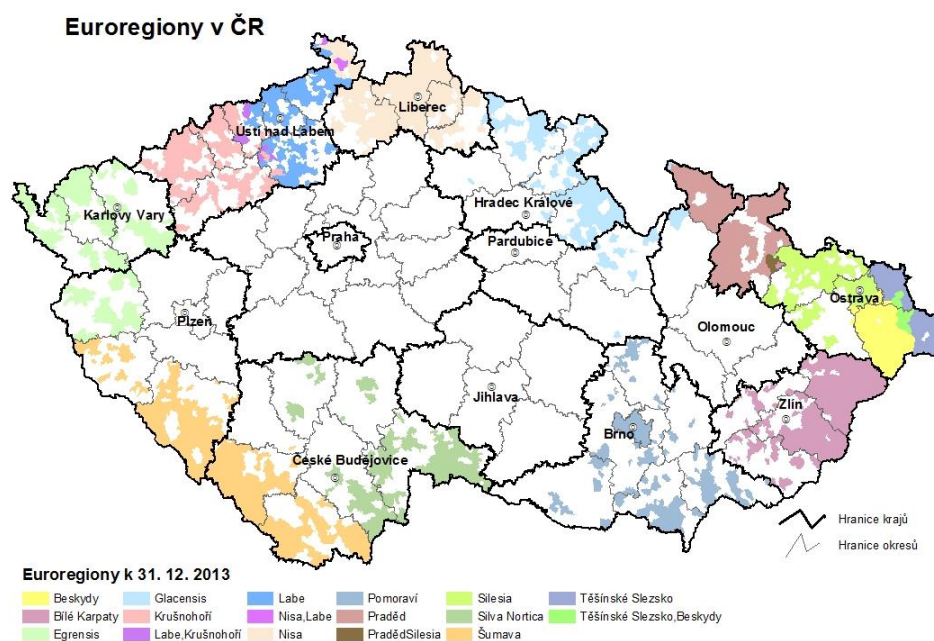 Euroregiony v ČR
Liberec
Ústí nad Labem
Karlovy Vary
Hradec Králové
Praha
Pardubice
Ostrava
Plzeň
Olomouc
Jihlava
Zlín
Brno
České Budějovice
Hranice krajů
Hranice okresů
Euroregiony k 31. 12. 2013
Beskydy Glacensis Labe Pomoraví Silesia Těšínské Slezsko
Bílé Karpaty Krušnohoří Nisa,Labe Praděd Silva Nortica Těšínské Slezsko,Beskydy
Egrensis Labe,Krušnohoří Nisa PradědSilesia Šumava